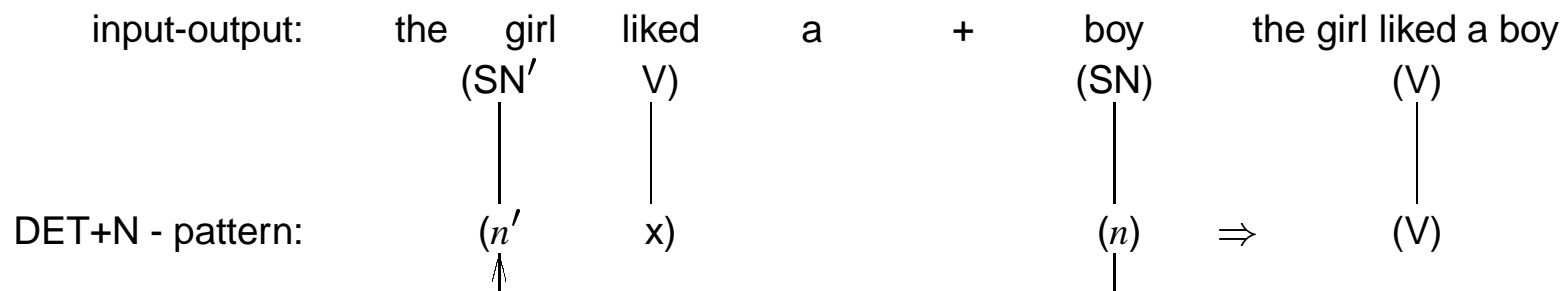 input-output: the girl liked a + boy the girl liked a boy
(SN′ V) (SN) (V)
DET+N - pattern: (n′ x) (n) ⇒ (V)